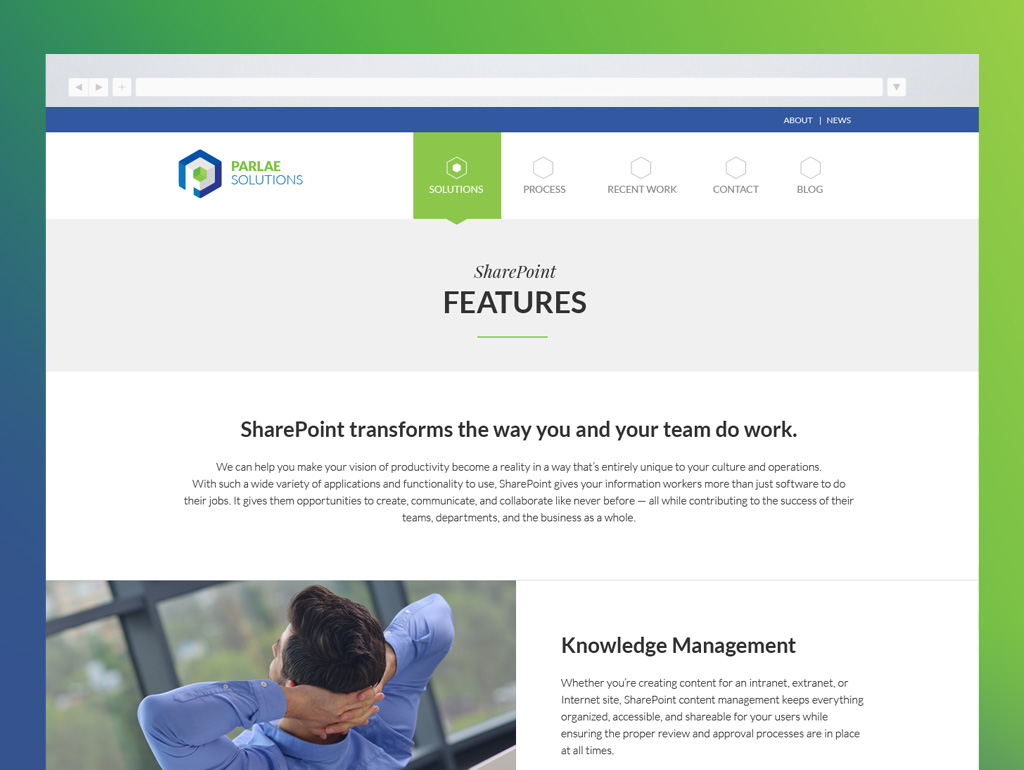 ABOUT | NEWS
PARLAE
SOLUTIONS
SOLUTIONS
PROCESS
RECENT WORK
CONTACT
BLOG
SharePoint
FEATURES
SharePoint transforms the way you and your team do work.
We can help you make your vision of productivity become a reality in a way that’s entirely unique to your culture and operations.
With such a wide variety of applications and functionality to use, SharePoint gives your information workers more than just software to do
their jobs. It gives them opportunities to create, communicate, and collaborate like never before — all while contributing to the success of their
teams, departments, and the business as a whole.
Knowledge Management
Whether you’re creating content for an intranet, extranet, or
Internet site, SharePoint content management keeps everything
organized, accessible, and shareable for your users while
ensuring the proper review and approval processes are in place
at all times.